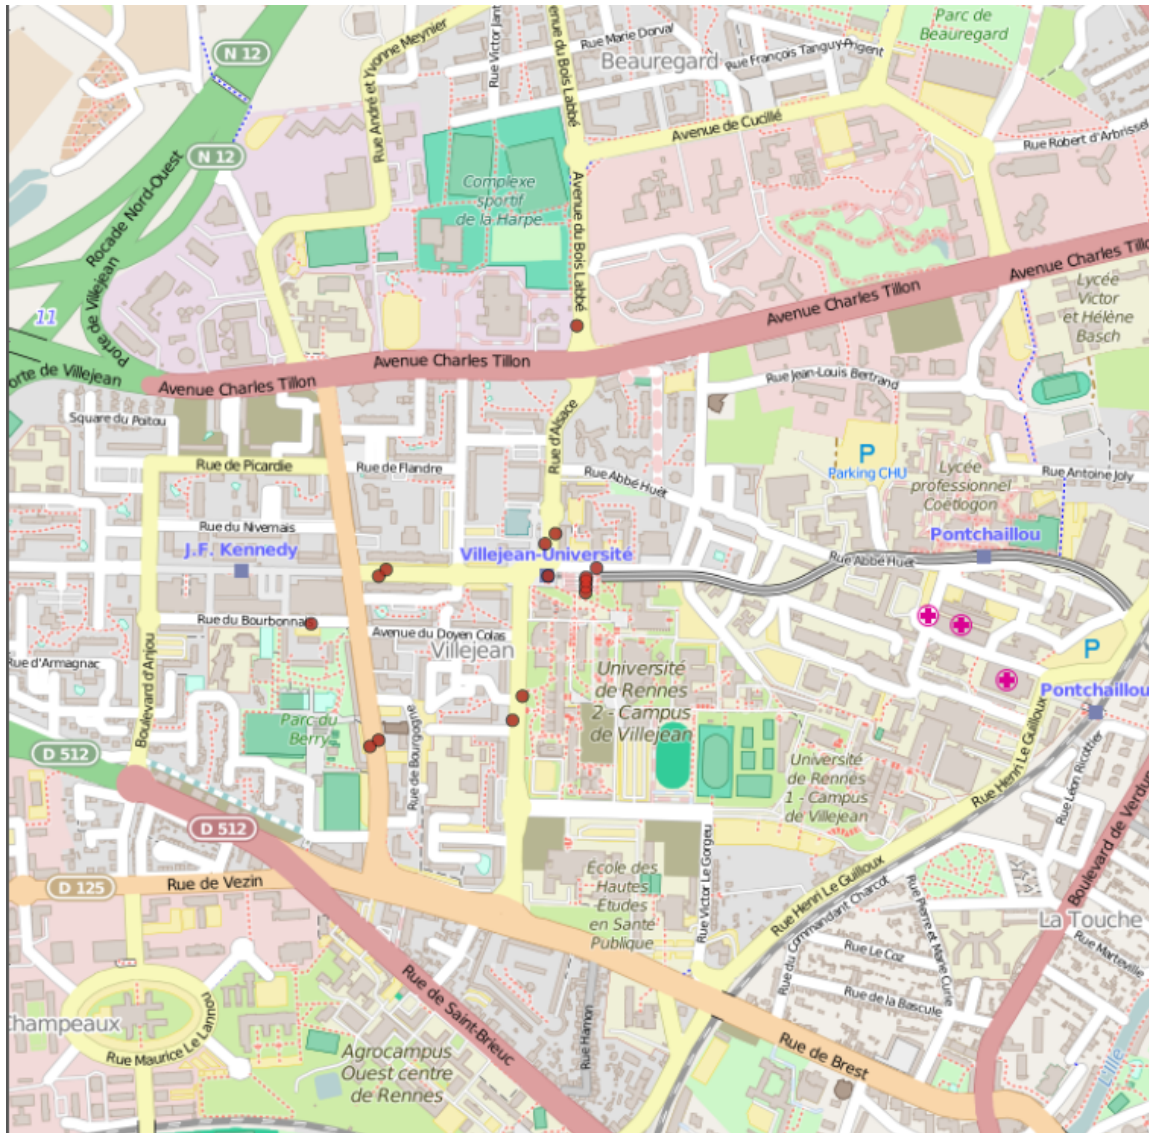 Parc de
Beauregard
Rue Marie Dorval
Rue Victor Jant
enue du Bois Labbé
Beauregard
Rue François Tanguy-Prigent
Rue André et Yvonne Meynier
N 12
Avenue de Cucillé
N 12
Rue Robert d'Arbrissel
Complexe
sportif
de la Harpe
Avenue du Bois Labbé
Rocade Nord-Ouest
Porte de Villejean
11
Avenue Charles Tillo
Avenue Charles Tillon
Lycée
Victor
et Hélène
Basch
Avenue Charles Tillon
orte de Villejean
Avenue Charles Tillon
Rue Jean-Louis Bertrand
Square du Poitou
Rue d'Alsace
P
Parking CHU
Rue de Picardie
Rue de Flandre
Rue Abbé Huet
Lycée
professionnel
Coëtlogon
Rue Antoine Joly
Rue du Nivernais
J.F. Kennedy
Villejean-Université
Pontchaillou
Rue Abbé Huet
Rue du Bourbonnai
Avenue du Doyen Colas
Villejean
Rue d'Armagnac
Boulevard d'Anjou
Université
de Rennes
2 - Campus
de Villejean
P
Pontchaillou
Parc du
Berry
Rue de Bourgogne
D 512
Université
de Rennes
1 - Campus
de Villejean
Rue Henri Le Guilloux
Rue Léon Ricottier
Boulevard de Verdun
D 512
D 125
Rue de Vezin
École des
Hautes
Études
en Santé
Publique
Rue Victor Le Gorgeu
Rue Henri Le Guilloux
Rue du Commandant Charcot
Rue Pierre et Marie Curie
La Touche
Rue Marteville
Rue Le Coz
Rue de la Bascule
Rue de Saint-Brieuc
Champeaux
Rue Maurice Le Lannou
Agrocampus
Ouest centre
de Rennes
Rue Hamon
Rue de Brest
L'Ille